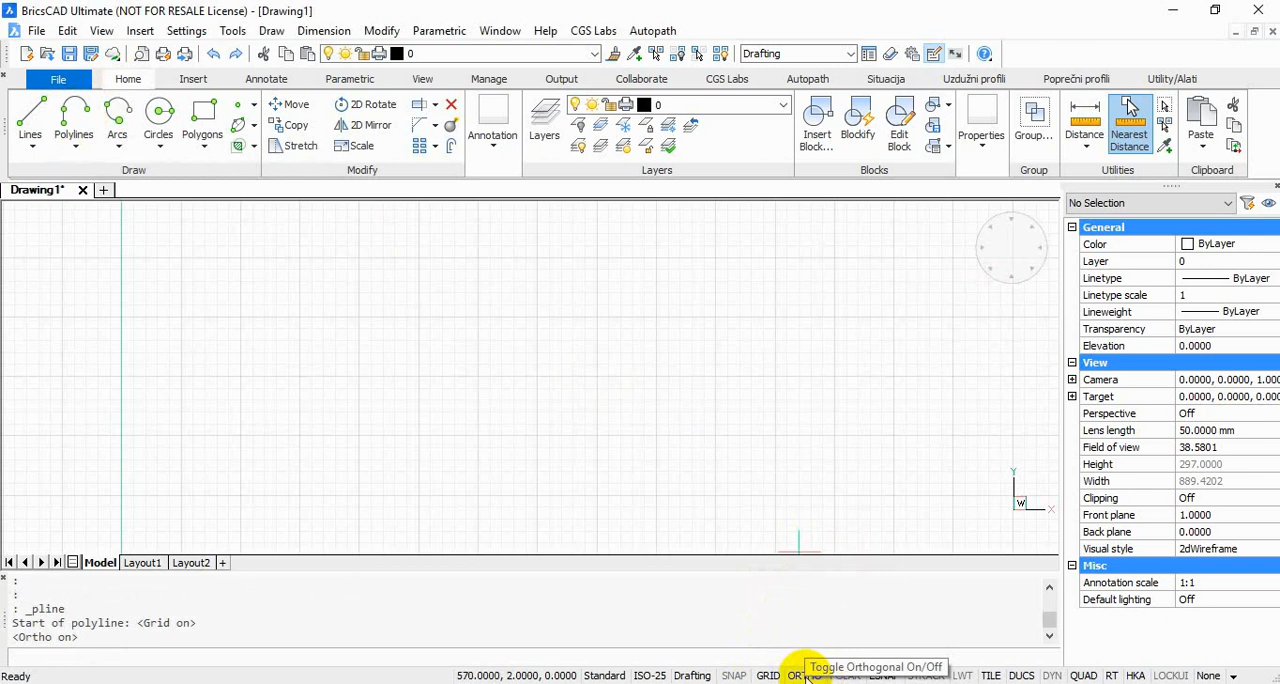 BricsCAD Ultimate (NOT FOR RESALE License) - [Drawing1]
File Edit View Insert Settings Tools Draw Dimension Modify Parametric Window Help CGS Labs Autopath
0 Drafting
File Home Insert Annotate Parametric View Manage Output Collaborate CGS Labs Autopath Situacija Uzdužni profili Poprečni profili Utility/Alati
Lines Polylines Arcs Circles Polygons
Move 2D Rotate
Copy 2D Mirror
Stretch Scale
Annotation
Layers
0
Insert Block...
Blockify
Edit Block
Properties
Group...
Distance
Nearest Distance
Paste
Draw Modify Layers Blocks Group Utilities Clipboard
Drawing1*
No Selection
General
Color ByLayer
Layer 0
Linetype ByLayer
Linetype scale 1
Lineweight ByLayer
Transparency ByLayer
Elevation 0.0000
View
Camera 0.0000, 0.0000, 1.000
Target 0.0000, 0.0000, 0.000
Perspective Off
Lens length 50.0000 mm
Field of view 38.5801
Height 297.0000
Width 889.4202
Clipping Off
Front plane 1.0000
Back plane 0.0000
Visual style 2dWireframe
Misc
Annotation scale 1:1
Default lighting Off
Y
W X
Model Layout1 Layout2 +
:
:
: _pline
Start of polyline: <Grid on>
<Ortho on>
Toggle Orthogonal On/Off
Ready 570.0000, 2.0000, 0.0000 Standard ISO-25 Drafting SNAP GRID LWT TILE DUCS DYN QUAD RT HKA LOCKUI None